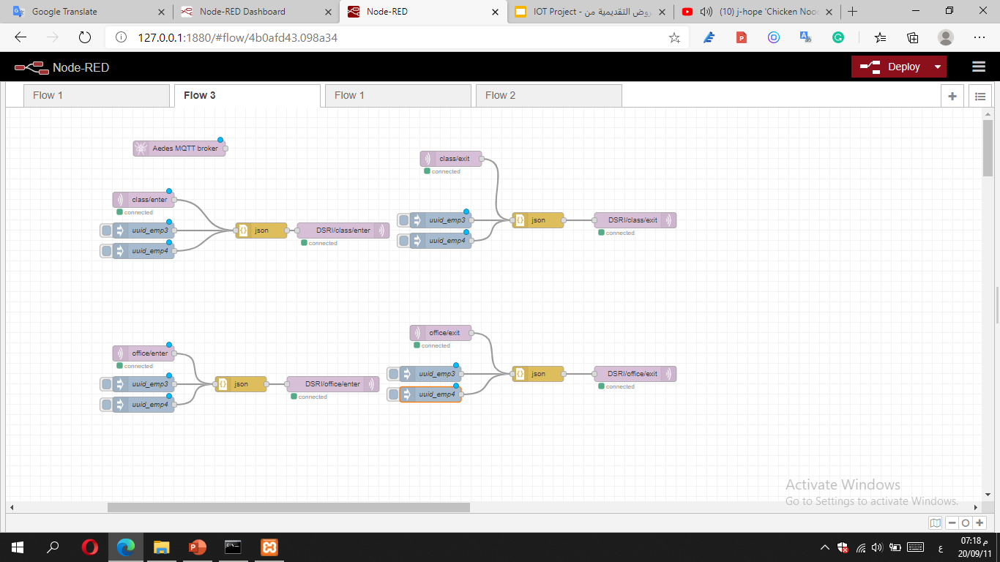 Google Translate
Node-RED Dashboard
Node-RED
IOT Project - روض التقديمية من
(10) j-hope 'Chicken Noo
127.0.0.1:1880/#flow/4b0afd43.098a34
Node-RED
Deploy
Flow 1
Flow 3
Flow 1
Flow 2
Aedes MQTT broker
class/enter
connected
uuid_emp3
uuid_emp4
json
DSRI/class/enter
connected
class/exit
connected
uuid_emp3
uuid_emp4
json
DSRI/class/exit
connected
office/enter
connected
uuid_emp3
uuid_emp4
json
DSRI/office/enter
connected
office/exit
connected
uuid_emp3
uuid_emp4
json
DSRI/office/exit
connected
Activate Windows
Go to Settings to activate Windows.
ع
07:18 م
20/09/11